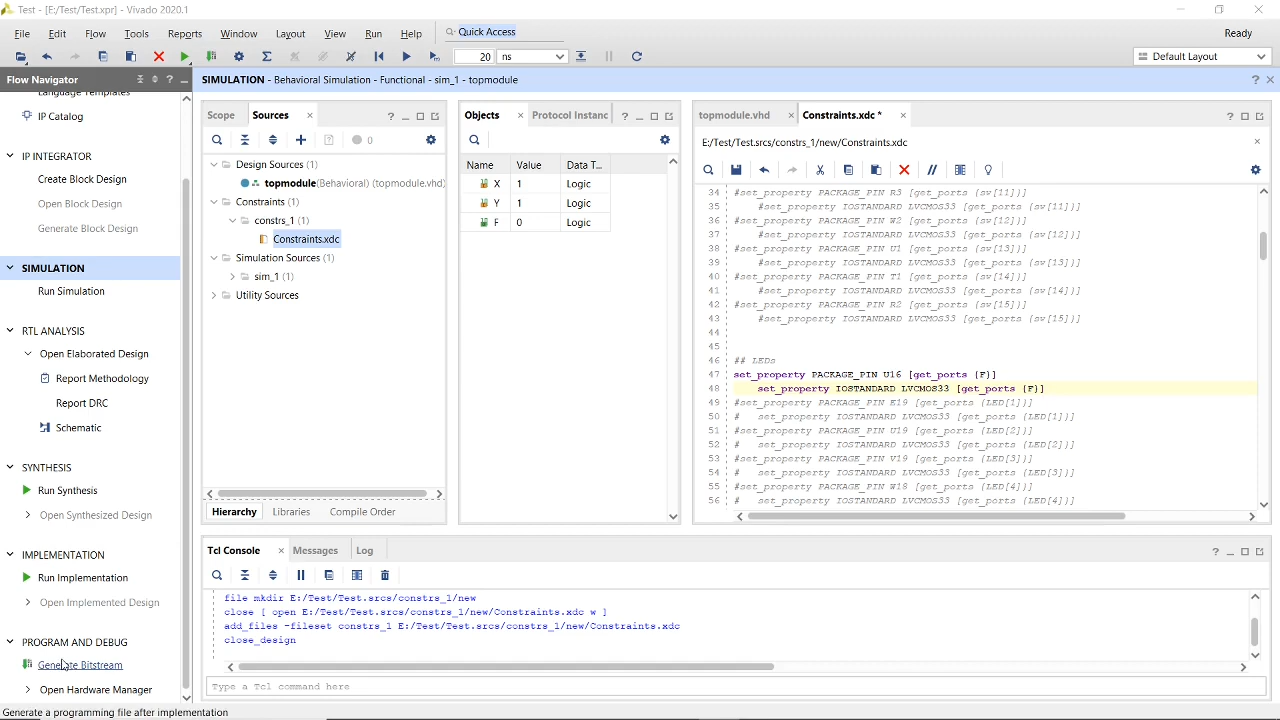 Test - [E:/Test/Test.xpr] - Vivado 2020.1
File Edit Flow Tools Reports Window Layout View Run Help Quick Access Ready
20 ns Default Layout
Flow Navigator
SIMULATION - Behavioral Simulation - Functional - sim_1 - topmodule
Language Templates
IP Catalog
IP INTEGRATOR
Create Block Design
Open Block Design
Generate Block Design
SIMULATION
Run Simulation
RTL ANALYSIS
Open Elaborated Design
Report Methodology
Report DRC
Schematic
SYNTHESIS
Run Synthesis
Open Synthesized Design
IMPLEMENTATION
Run Implementation
Open Implemented Design
PROGRAM AND DEBUG
Generate Bitstream
Open Hardware Manager
Generate a programming file after implementation
Scope Sources
0
Design Sources (1)
topmodule(Behavioral) (topmodule.vhd)
Constraints (1)
constrs_1 (1)
Constraints.xdc
Simulation Sources (1)
sim_1 (1)
Utility Sources
Hierarchy Libraries Compile Order
Objects Protocol Instanc
Name Value Data T...
X 1 Logic
Y 1 Logic
F 0 Logic
topmodule.vhd Constraints.xdc *
E:/Test/Test.srcs/constrs_1/new/Constraints.xdc
34 #set_property PACKAGE_PIN R3 [get_ports {sw[11]}]
35 #set_property IOSTANDARD LVCMOS33 [get_ports {sw[11]}]
36 #set_property PACKAGE_PIN W2 [get_ports {sw[12]}]
37 #set_property IOSTANDARD LVCMOS33 [get_ports {sw[12]}]
38 #set_property PACKAGE_PIN U1 [get_ports {sw[13]}]
39 #set_property IOSTANDARD LVCMOS33 [get_ports {sw[13]}]
40 #set_property PACKAGE_PIN T1 [get_ports {sw[14]}]
41 #set_property IOSTANDARD LVCMOS33 [get_ports {sw[14]}]
42 #set_property PACKAGE_PIN R2 [get_ports {sw[15]}]
43 #set_property IOSTANDARD LVCMOS33 [get_ports {sw[15]}]
44
45
46 ## LEDs
47 set_property PACKAGE_PIN U16 [get_ports {F}]
48 set_property IOSTANDARD LVCMOS33 [get_ports {F}]
49 #set_property PACKAGE_PIN E19 [get_ports {LED[1]}]
50 # set_property IOSTANDARD LVCMOS33 [get_ports {LED[1]}]
51 #set_property PACKAGE_PIN U19 [get_ports {LED[2]}]
52 # set_property IOSTANDARD LVCMOS33 [get_ports {LED[2]}]
53 #set_property PACKAGE_PIN V19 [get_ports {LED[3]}]
54 # set_property IOSTANDARD LVCMOS33 [get_ports {LED[3]}]
55 #set_property PACKAGE_PIN W18 [get_ports {LED[4]}]
56 # set_property IOSTANDARD LVCMOS33 [get_ports {LED[4]}]
Tcl Console Messages Log
file mkdir E:/Test/Test.srcs/constrs_1/new
close [ open E:/Test/Test.srcs/constrs_1/new/Constraints.xdc w ]
add_files -fileset constrs_1 E:/Test/Test.srcs/constrs_1/new/Constraints.xdc
close_design
Type a Tcl command here